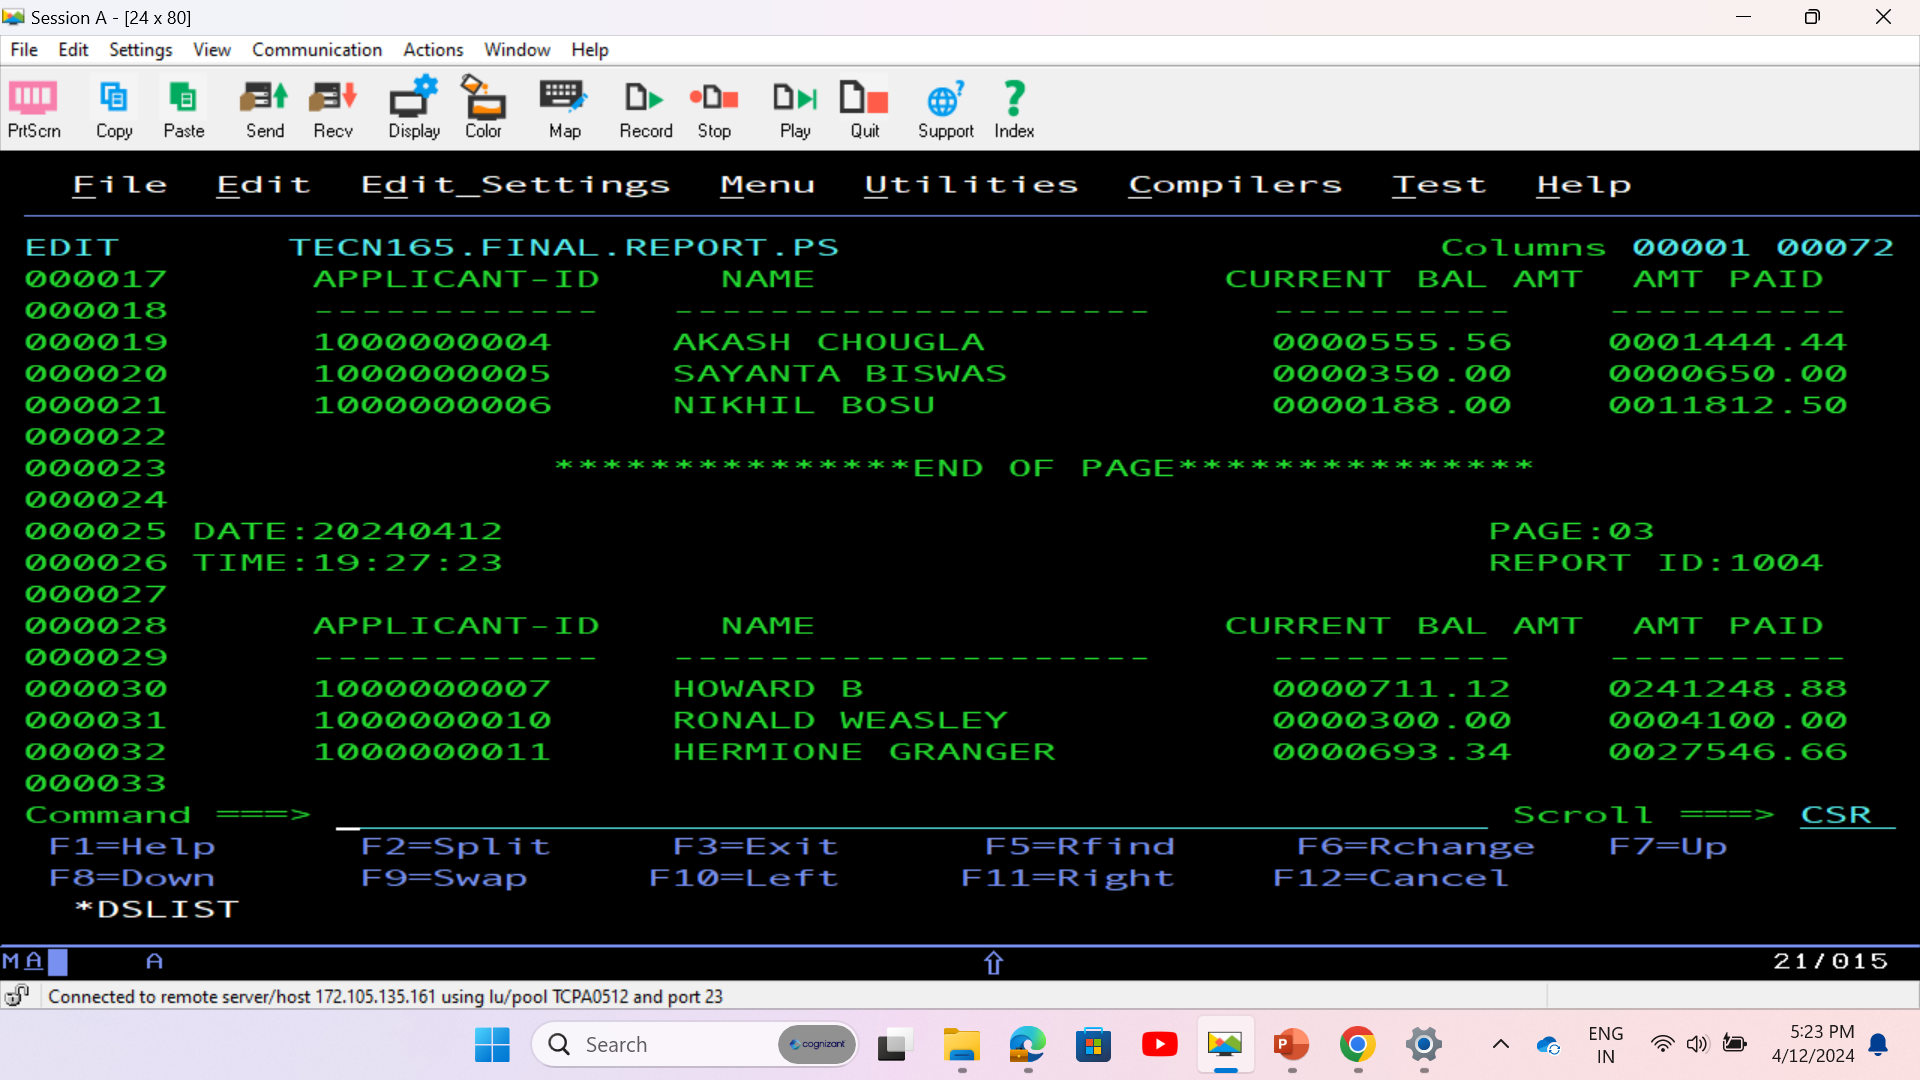 Session A - [24 x 80]
File Edit Settings View Communication Actions Window Help
PrtScrn Copy Paste Send Recv Display Color Map Record Stop Play Quit Support Index
File Edit Edit_Settings Menu Utilities Compilers Test Help
EDIT TECN165.FINAL.REPORT.PS Columns 00001 00072
000017 APPLICANT-ID NAME CURRENT BAL AMT AMT PAID
000018 ------------ -------------------- ---------- ----------
000019 1000000004 AKASH CHOUGLA 0000555.56 0001444.44
000020 1000000005 SAYANTA BISWAS 0000350.00 0000650.00
000021 1000000006 NIKHIL BOSU 0000188.00 0011812.50
000022
000023 ***************END OF PAGE***************
000024
000025 DATE:20240412 PAGE:03
000026 TIME:19:27:23 REPORT ID:1004
000027
000028 APPLICANT-ID NAME CURRENT BAL AMT AMT PAID
000029 ------------ -------------------- ---------- ----------
000030 1000000007 HOWARD B 0000711.12 0241248.88
000031 1000000010 RONALD WEASLEY 0000300.00 0004100.00
000032 1000000011 HERMIONE GRANGER 0000693.34 0027546.66
000033
Command ===> Scroll ===> CSR
F1=Help F2=Split F3=Exit F5=Rfind F6=Rchange F7=Up
F8=Down F9=Swap F10=Left F11=Right F12=Cancel
*DSLIST
MA A 21/015
Connected to remote server/host 172.105.135.161 using lu/pool TCPA0512 and port 23
Search cognizant ENG 5:23 PM
IN 4/12/2024